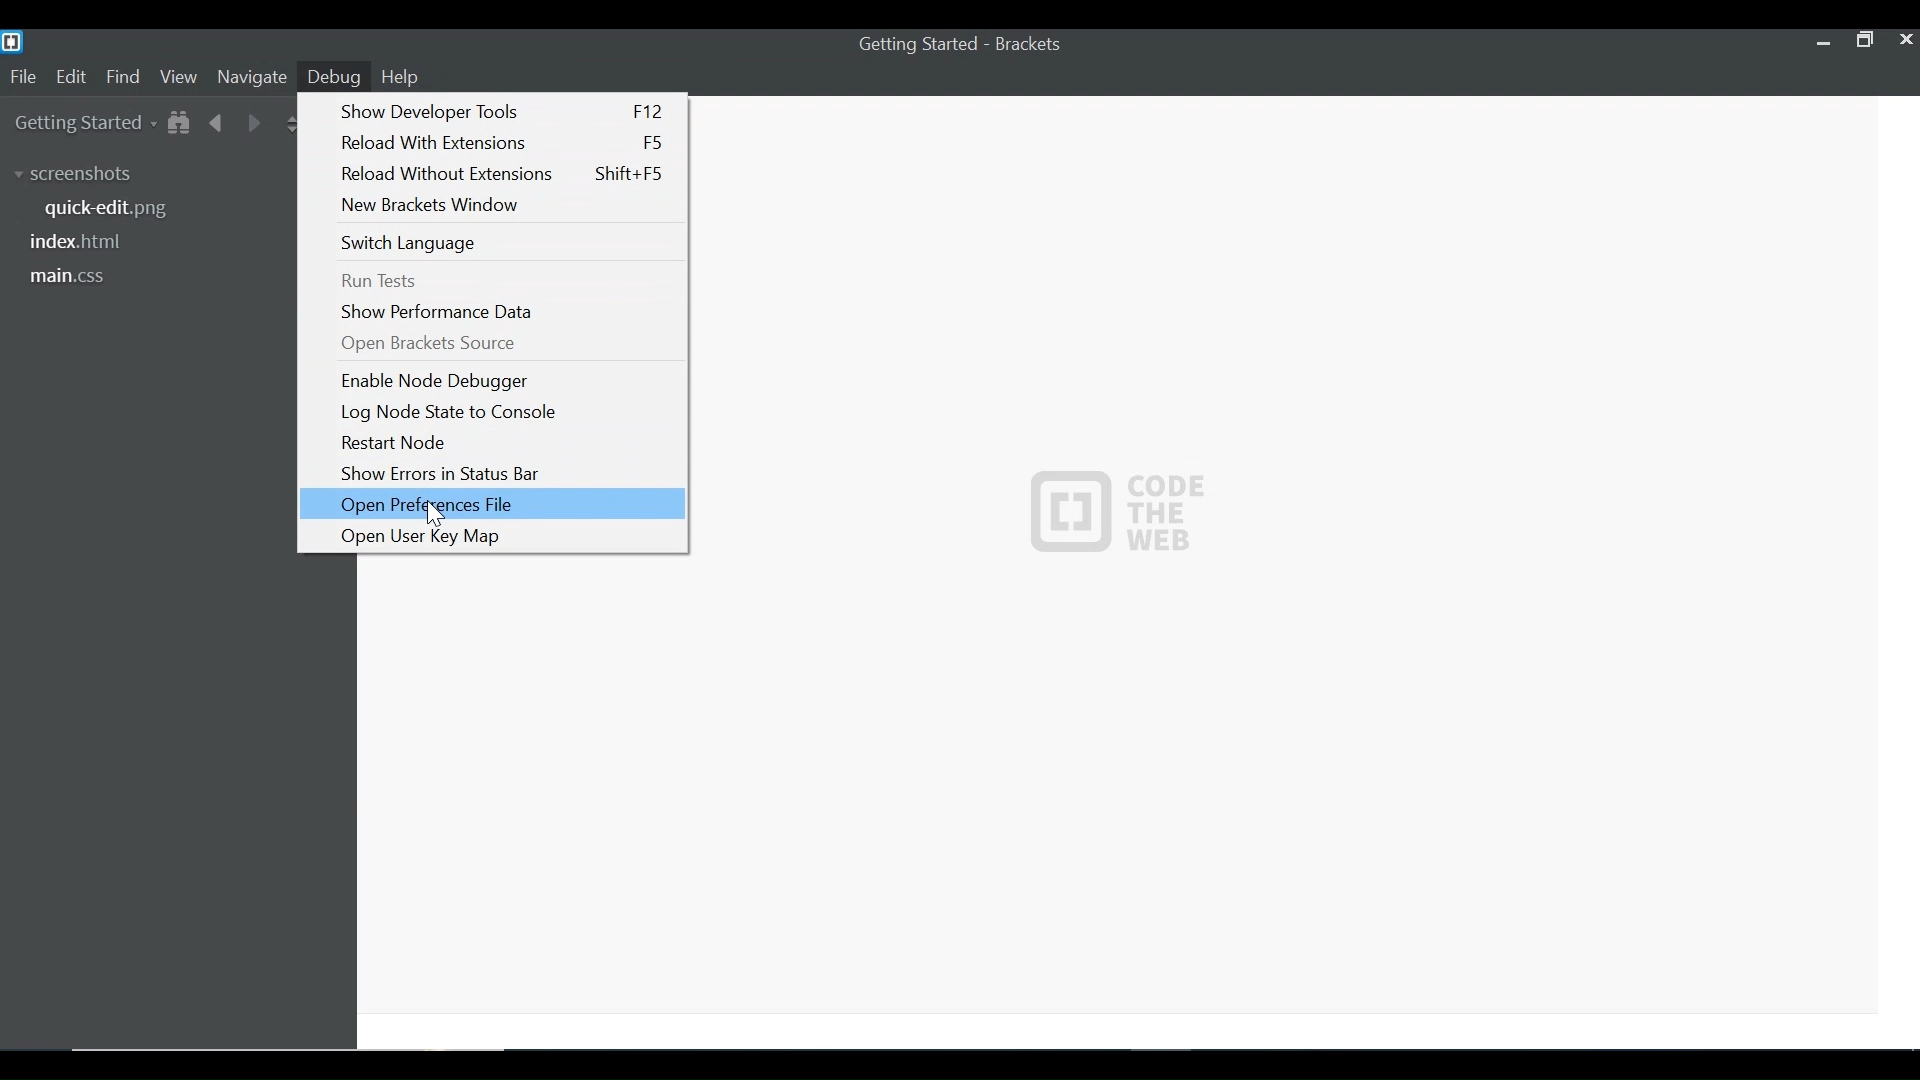 Getting Started - Brackets
File Edit Find View Navigate Debug Help
Getting Started
screenshots
quick-edit.png
index.html
main.css
Show Developer Tools F12
Reload With Extensions F5
Reload Without Extensions Shift+F5
New Brackets Window
Switch Language
Run Tests
Show Performance Data
Open Brackets Source
Enable Node Debugger
Log Node State to Console
Restart Node
Show Errors in Status Bar
Open Preferences File
Open User Key Map
CODE
THE
WEB